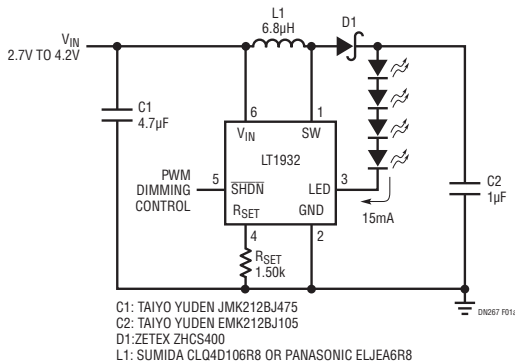 L1
6.8µH
D1
VIN
2.7V TO 4.2V
C1
4.7µF
6
1
VIN
SW
LT1932
PWM
DIMMING
CONTROL
5
SHDN
LED
3
15mA
C2
1µF
RSET
GND
4
2
RSET
1.50k
C1: TAIYO YUDEN JMK212BJ475
C2: TAIYO YUDEN EMK212BJ105
D1:ZETEX ZHCS400
L1: SUMIDA CLQ4D106R8 OR PANASONIC ELJEA6R8